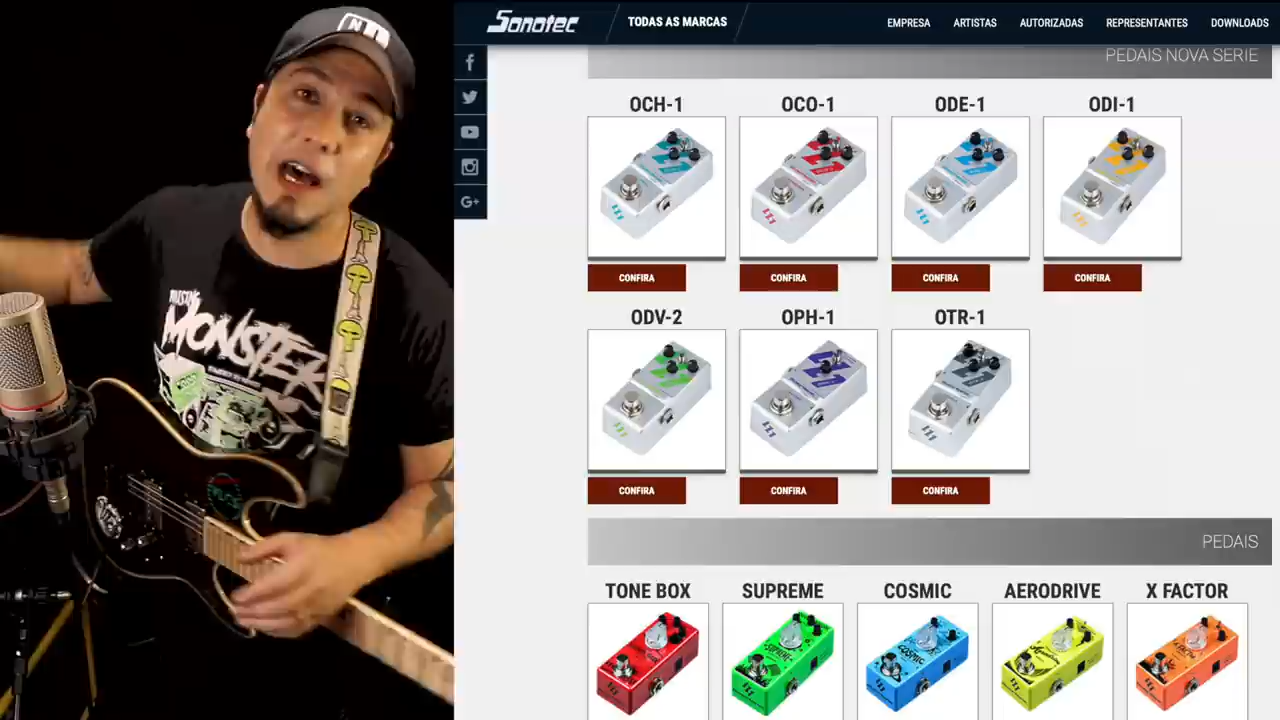 Sonotec
TODAS AS MARCAS
EMPRESA
ARTISTAS
AUTORIZADAS
REPRESENTANTES
DOWNLOADS
PEDAIS NOVA SERIE
OCH-1
OCO-1
ODE-1
ODI-1
CONFIRA
CONFIRA
CONFIRA
CONFIRA
ODV-2
OPH-1
OTR-1
CONFIRA
CONFIRA
CONFIRA
PEDAIS
TONE BOX
SUPREME
COSMIC
AERODRIVE
X FACTOR
MUSIC
MONSTER